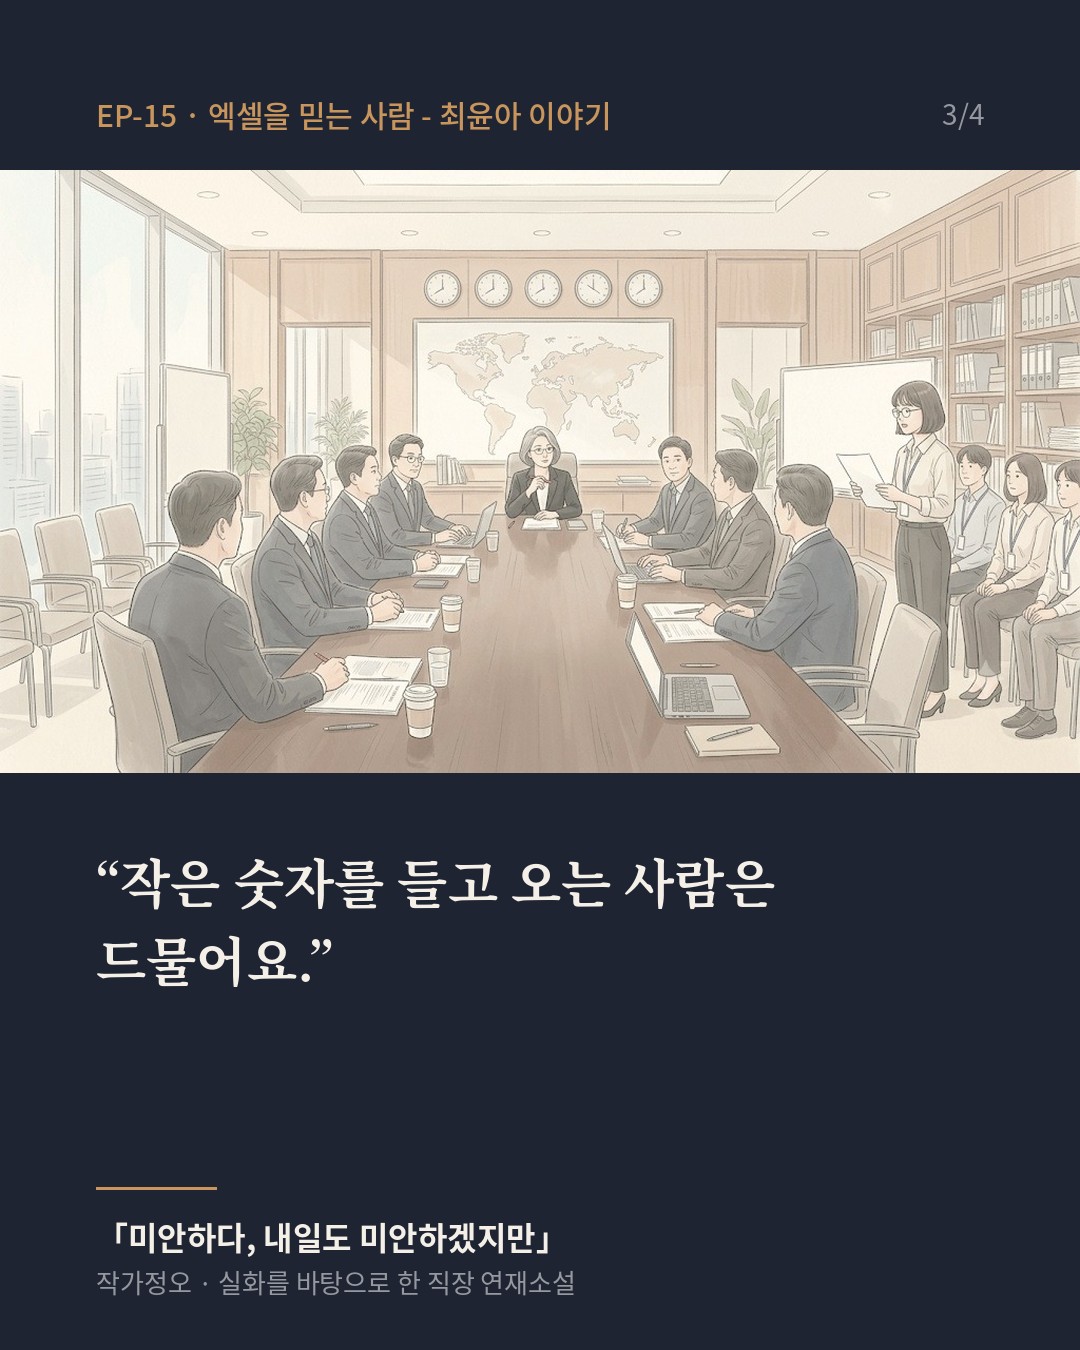 EP-15 · 엑셀을 믿는 사람 - 최윤아 이야기
3/4
“작은 숫자를 들고 오는 사람은
드물어요.”
「미안하다, 내일도 미안하겠지만」
작가정오 · 실화를 바탕으로 한 직장 연재소설